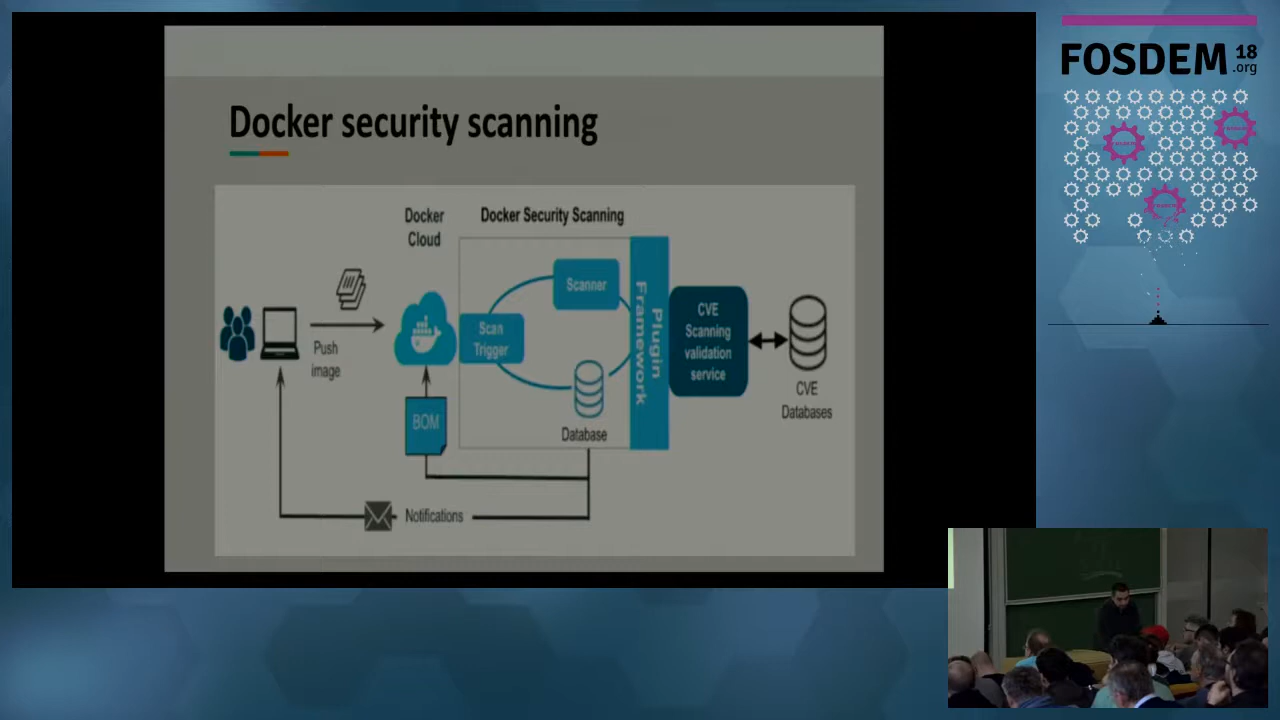 FOSDEM 18
.org
Docker security scanning
Docker
Cloud
Docker Security Scanning
Scanner
Scan
Trigger
Plugin
Framework
CVE
Scanning
validation
service
Push
image
BOM
Database
CVE
Databases
Notifications